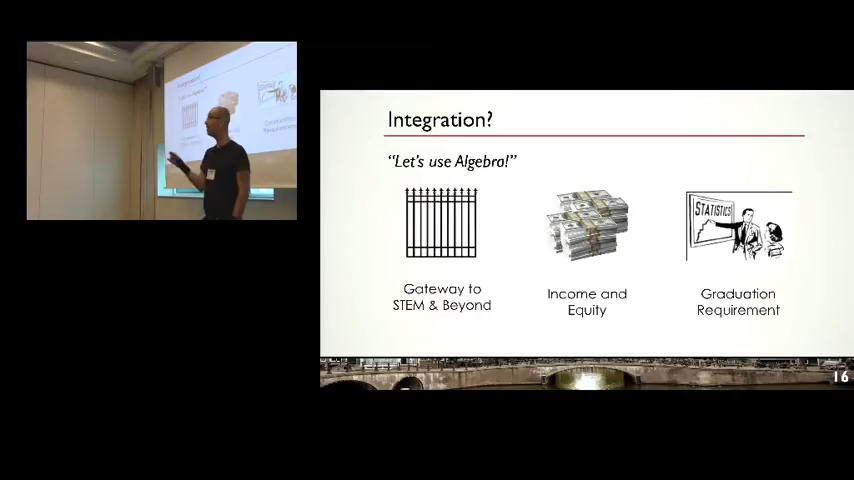 Integration?
"Let's use Algebra!"
STATISTICS
Gateway to
STEM & Beyond
Income and
Equity
Graduation
Requirement
16